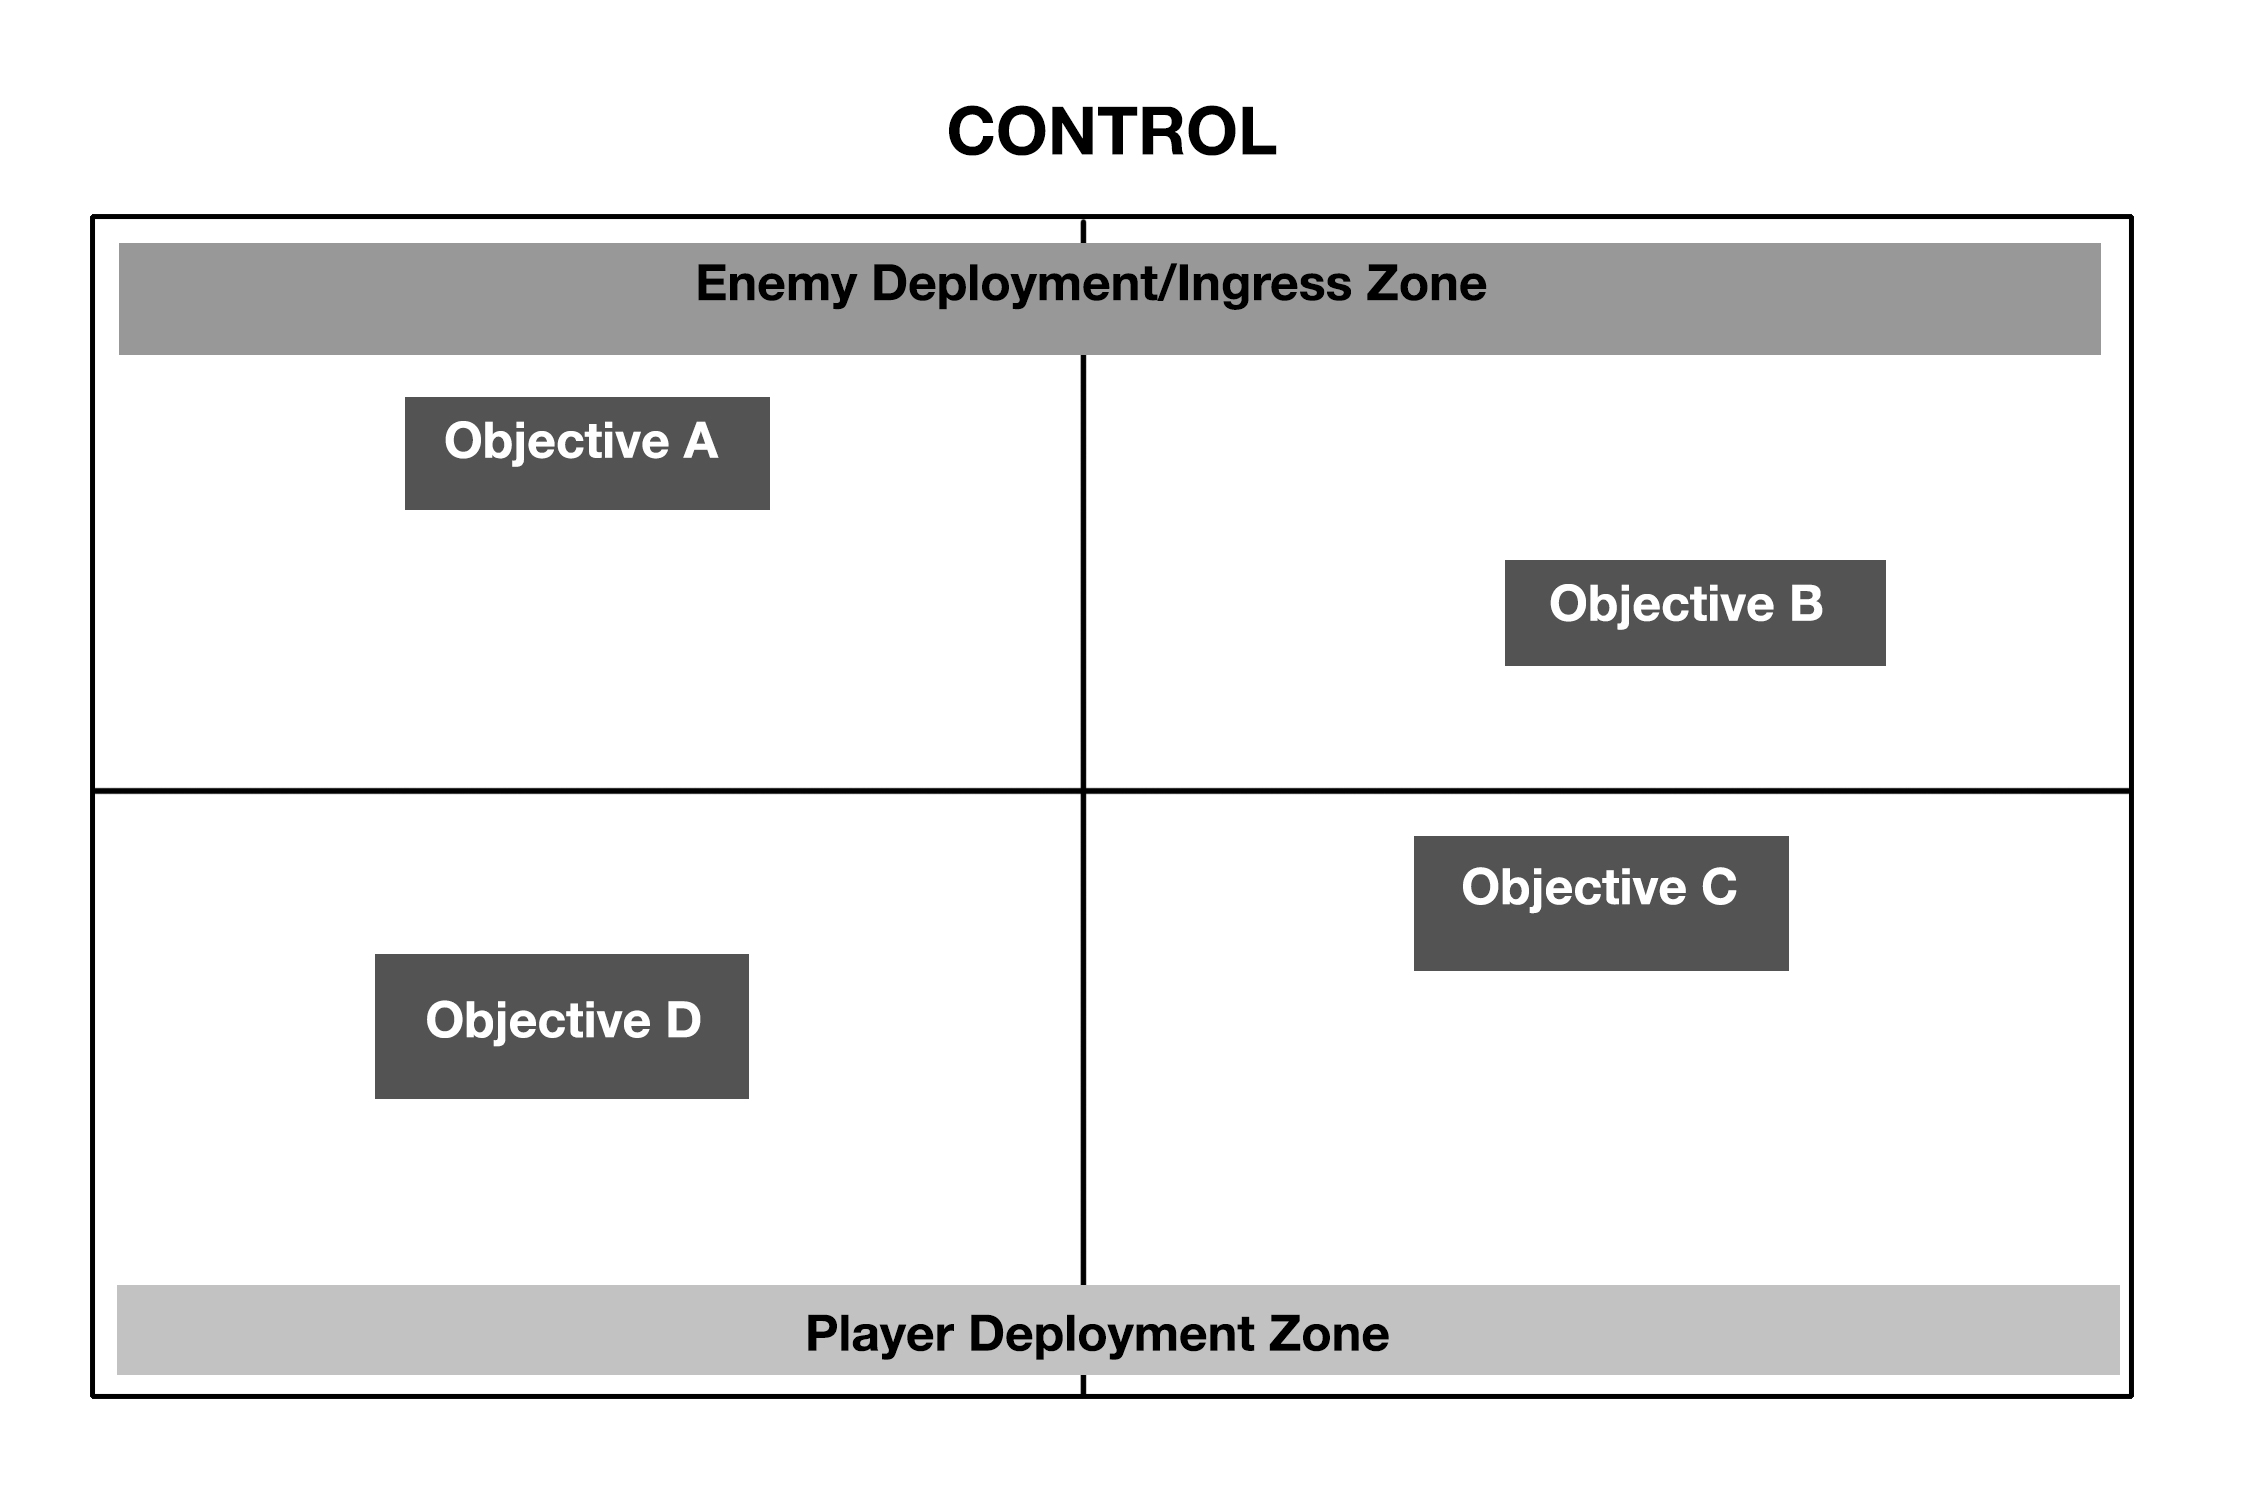 CONTROL
Enemy Deployment/Ingress Zone
Objective A
Objective B
Objective C
Objective D
Player Deployment Zone